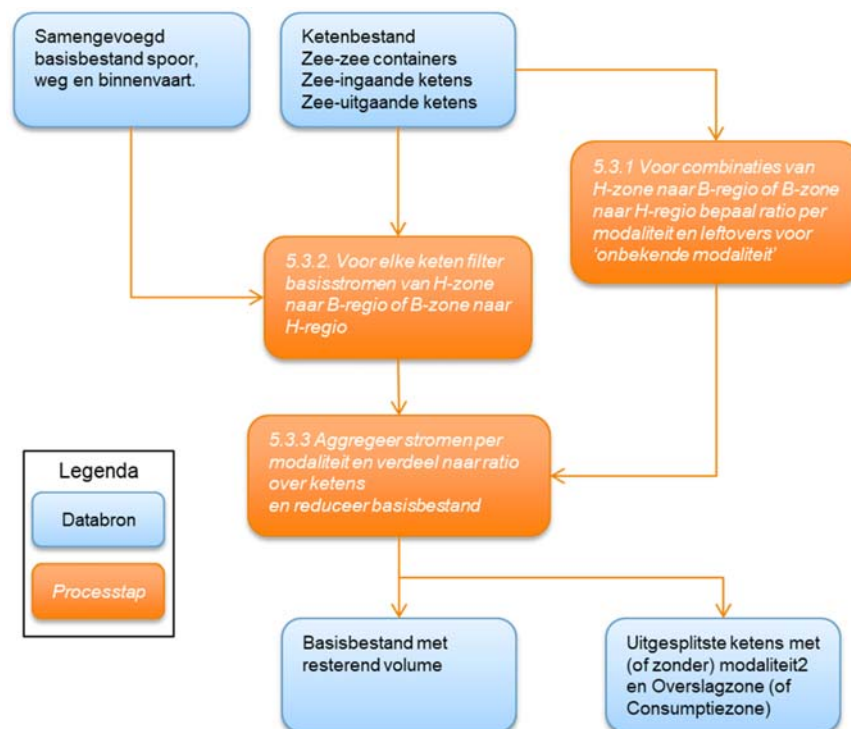 Samengevoegd
basisbestand spoor,
weg en binnenvaart.
Ketenbestand
Zee-zee containers
Zee-ingaande ketens
Zee-uitgaande ketens
5.3.1 Voor combinaties van
H-zone naar B-regio of B-zone
naar H-regio bepaal ratio per
modaliteit en leftovers voor
‘onbekende modaliteit’
5.3.2. Voor elke keten filter
basisstromen van H-zone
naar B-regio of B-zone naar
H-regio
5.3.3 Aggregeer stromen per
modaliteit en verdeel naar ratio
over ketens
en reduceer basisbestand
Legenda
Databron
Processtap
Basisbestand met
resterend volume
Uitgesplitste ketens met
(of zonder) modaliteit2
en Overslagzone (of
Consumptiezone)